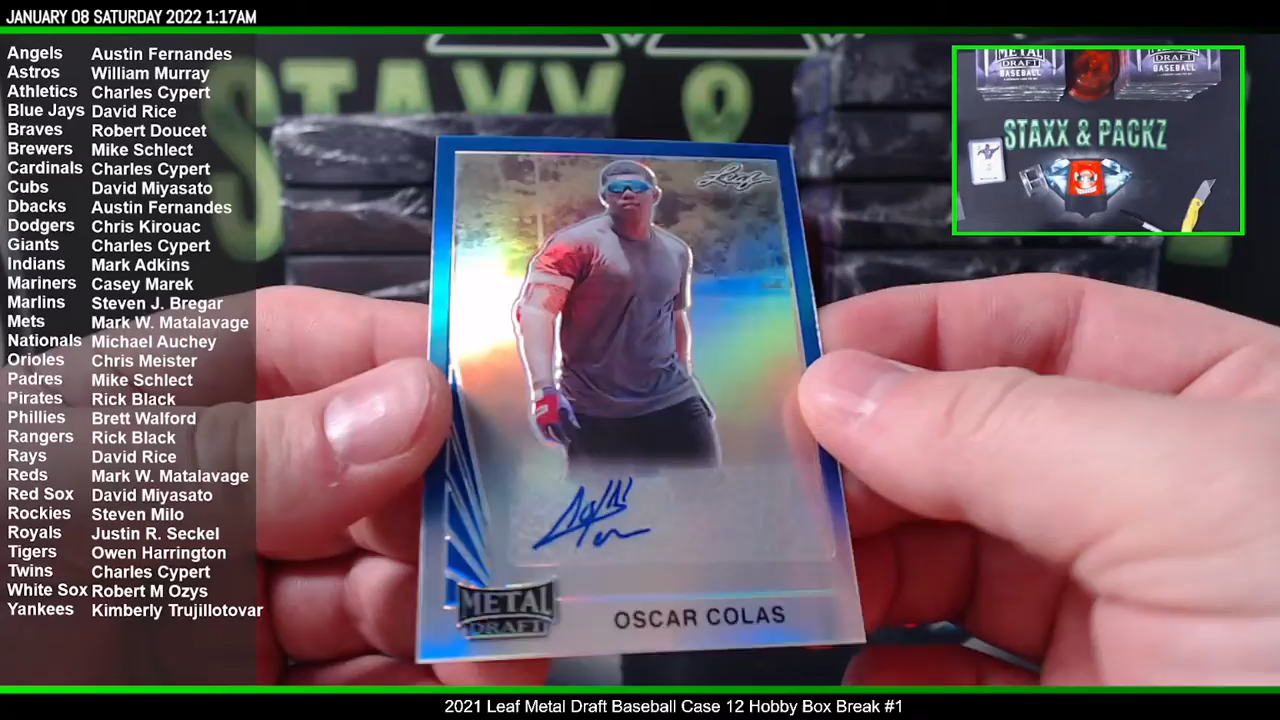 JANUARY 08 SATURDAY 2022 1:17AM
Angels Austin Fernandes
Astros William Murray
Athletics Charles Cypert
Blue Jays David Rice
Braves Robert Doucet
Brewers Mike Schlect
Cardinals Charles Cypert
Cubs David Miyasato
Dbacks Austin Fernandes
Dodgers Chris Kirouac
Giants Charles Cypert
Indians Mark Adkins
Mariners Casey Marek
Marlins Steven J. Bregar
Mets Mark W. Matalavage
Nationals Michael Auchey
Orioles Chris Meister
Padres Mike Schlect
Pirates Rick Black
Phillies Brett Walford
Rangers Rick Black
Rays David Rice
Reds Mark W. Matalavage
Red Sox David Miyasato
Rockies Steven Milo
Royals Justin R. Seckel
Tigers Owen Harrington
Twins Charles Cypert
White Sox Robert M Ozys
Yankees Kimberly Trujillotovar
STAXX &
Leaf
METAL
DRAFT
OSCAR COLAS
METAL
DRAFT
BASEBALL
DRAFT
BASEBALL
STAXX & PACKZ
2021 Leaf Metal Draft Baseball Case 12 Hobby Box Break #1